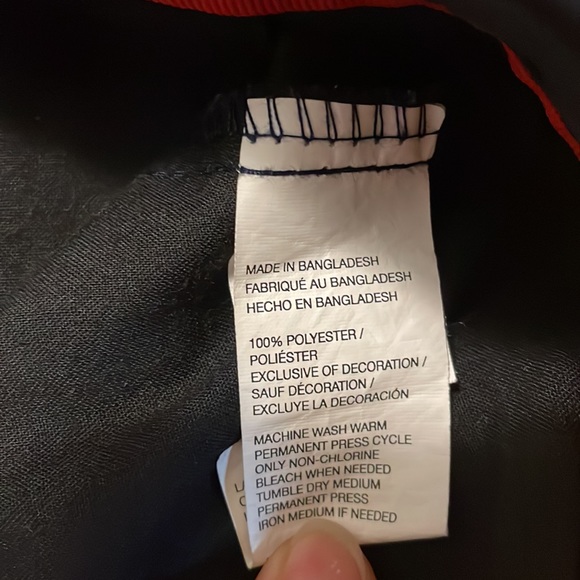 MADE IN BANGLADESH
FABRIQUÉ AU BANGLADESH
HECHO EN BANGLADESH
100% POLYESTER /
POLIÉSTER
EXCLUSIVE OF DECORATION /
SAUF DÉCORATION /
EXCLUYE LA DECORACIÓN
MACHINE WASH WARM
PERMANENT PRESS CYCLE
ONLY NON-CHLORINE
BLEACH WHEN NEEDED
TUMBLE DRY MEDIUM
PERMANENT PRESS
IRON MEDIUM IF NEEDED